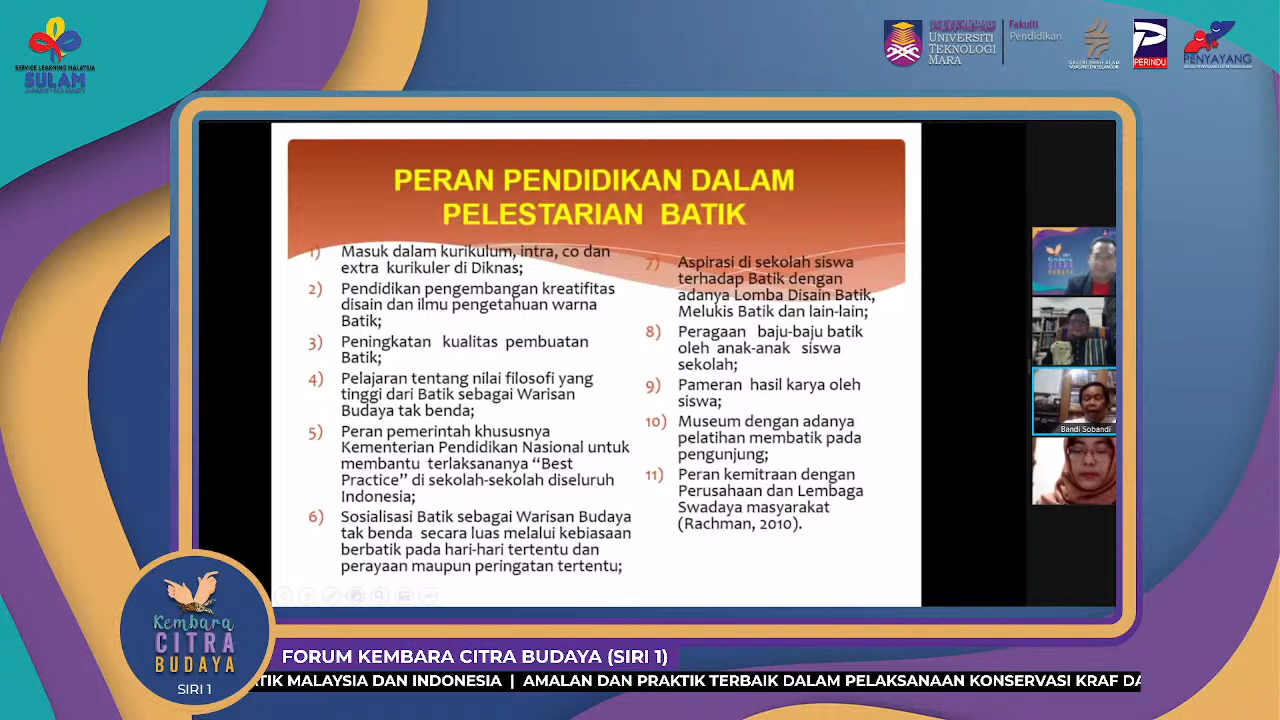 SERVICE LEARNING MALAYSIA
SULAM
UNIVERSITI
TEKNOLOGI
MARA
Fakulti
Pendidikan
PERINDU
PENYAYANG
PERAN PENDIDIKAN DALAM
PELESTARIAN BATIK
1) Masuk dalam kurikulum, intra, co dan
extra kurikuler di Diknas;
2) Pendidikan pengembangan kreatifitas
disain dan ilmu pengetahuan warna
Batik;
3) Peningkatan kualitas pembuatan
Batik;
4) Pelajaran tentang nilai filosofi yang
tinggi dari Batik sebagai Warisan
Budaya tak benda;
5) Peran pemerintah khususnya
Kementerian Pendidikan Nasional untuk
membantu terlaksananya “Best
Practice” di sekolah-sekolah diseluruh
Indonesia;
6) Sosialisasi Batik sebagai Warisan Budaya
tak benda secara luas melalui kebiasaan
berbatik pada hari-hari tertentu dan
perayaan maupun peringatan tertentu;
7) Aspirasi di sekolah siswa
terhadap Batik dengan
adanya Lomba Disain Batik,
Melukis Batik dan lain-lain;
8) Peragaan baju-baju batik
oleh anak-anak siswa
sekolah;
9) Pameran hasil karya oleh
siswa;
10) Museum dengan adanya
pelatihan membatik pada
pengunjung;
11) Peran kemitraan dengan
Perusahaan dan Lembaga
Swadaya masyarakat
(Rachman, 2010).
Bandi Sobandi
Kembara
CITRA
BUDAYA
SIRI 1
FORUM KEMBARA CITRA BUDAYA (SIRI 1)
TIK MALAYSIA DAN INDONESIA | AMALAN DAN PRAKTIK TERBAIK DALAM PELAKSANAAN KONSERVASI KRAF DA